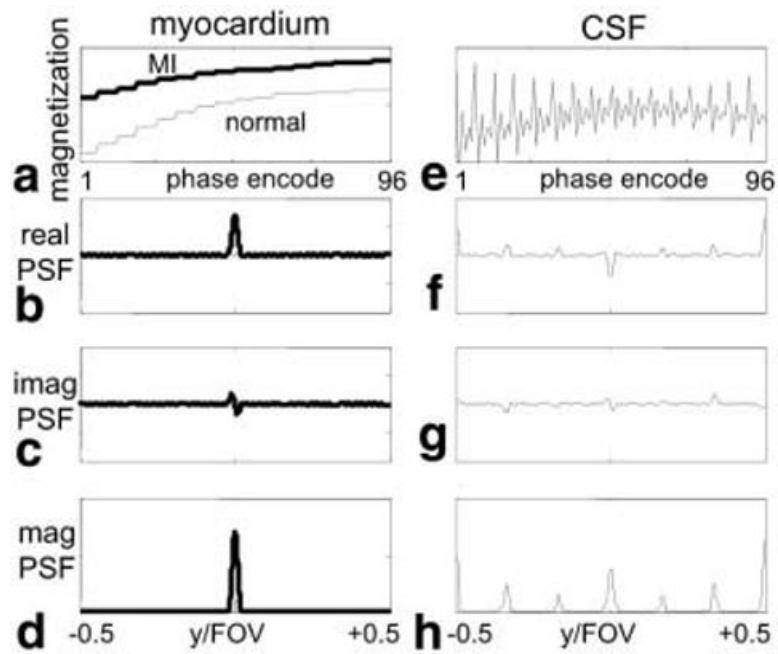 myocardium CSF
magnetization
MI
normal
a 1 phase encode 96 e 1 phase encode 96
real
PSF
b f
imag
PSF
c g
mag
PSF
d -0.5 y/FOV +0.5 h -0.5 y/FOV +0.5